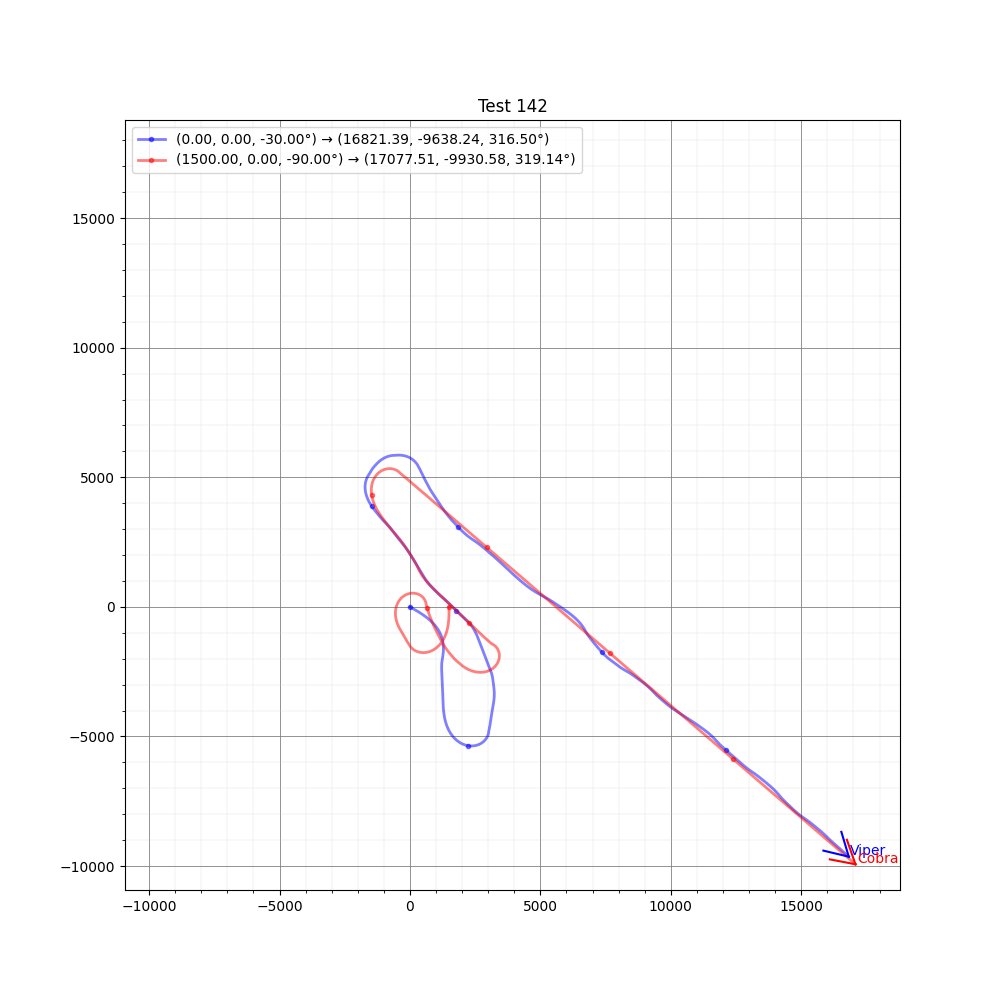 Test 142
(0.00, 0.00, -30.00°) → (16821.39, -9638.24, 316.50°)
(1500.00, 0.00, -90.00°) → (17077.51, -9930.58, 319.14°)
15000
10000
5000
0
−5000
−10000
Viper
Cobra
−10000 −5000 0 5000 10000 15000